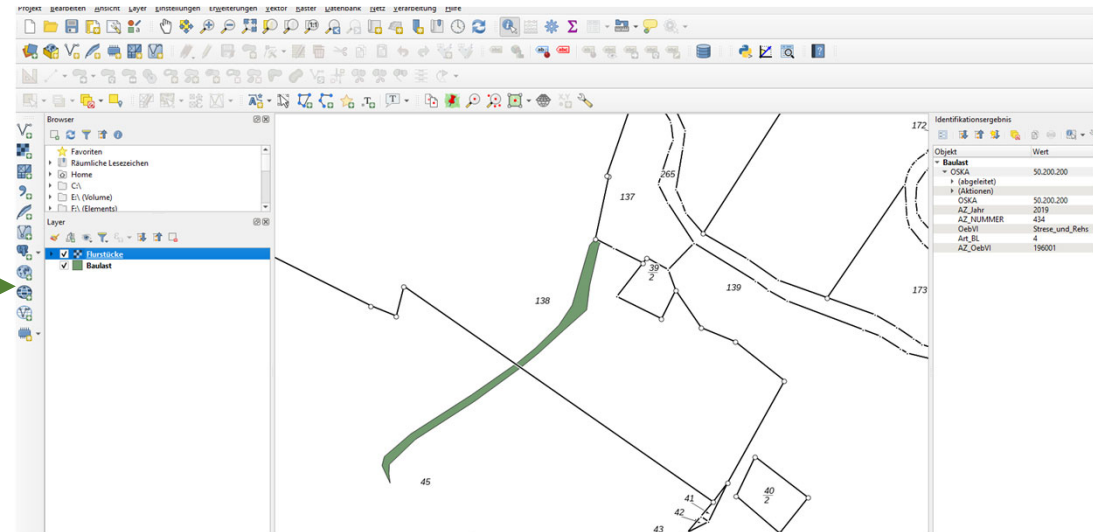 Projekt Bearbeiten Ansicht Layer Einstellungen Erweiterungen Vektor Raster Datenbank Netz Verarbeitung Hilfe
Browser
Favoriten
Räumliche Lesezeichen
Home
C:\
E:\ (Volume)
F:\ (Elements)
Layer
Flurstücke
Baulast
172
265
137
39
2
139
138
173
45
41
42
43
40
2
Identifikationsergebnis
Objekt Wert
Baulast
OSKA 50.200.200
(abgeleitet)
(Aktionen)
OSKA 50.200.200
AZ_Jahr 2019
AZ_NUMMER 434
OebVI Strese_und_Rehs
Art_BL 4
AZ_OebVI 196001